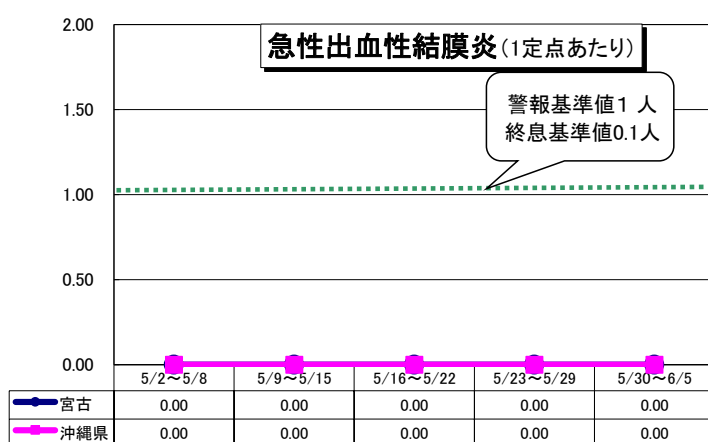 急性出血性結膜炎(1定点あたり)
警報基準値1 人
終息基準値0.1人
2.00
1.50
1.00
0.50
0.00
5/2～5/8 5/9～5/15 5/16～5/22 5/23～5/29 5/30～6/5
宮古 0.00 0.00 0.00 0.00 0.00
沖縄県 0.00 0.00 0.00 0.00 0.00